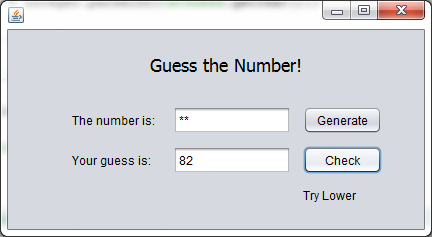 Guess the Number!
The number is: ** Generate
Your guess is: 82 Check
Try Lower